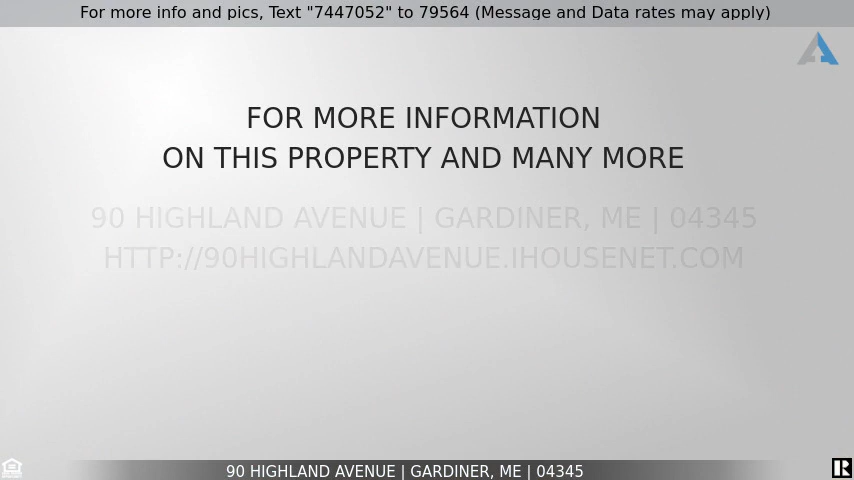 For more info and pics, Text "7447052" to 79564 (Message and Data rates may apply)
FOR MORE INFORMATION
ON THIS PROPERTY AND MANY MORE
90 HIGHLAND AVENUE | GARDINER, ME | 04345
HTTP://90HIGHLANDAVENUE.IHOUSENET.COM
90 HIGHLAND AVENUE | GARDINER, ME | 04345